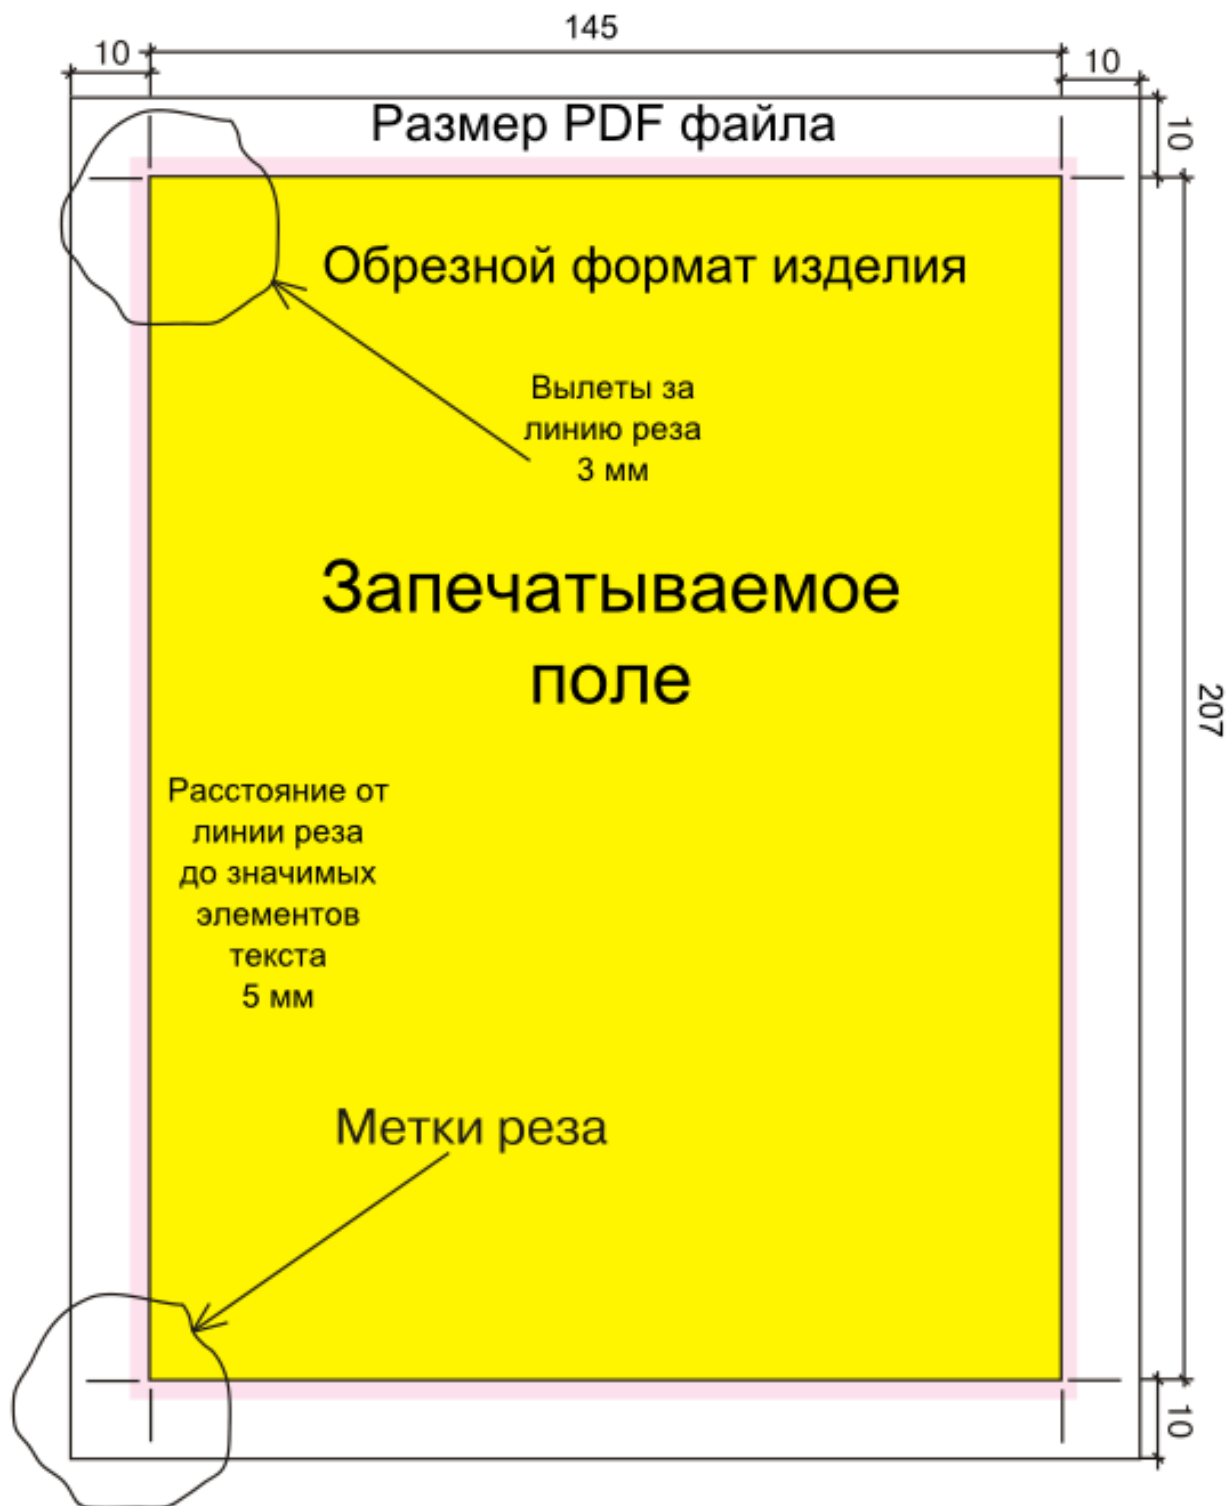 145
10
10
Размер PDF файла
10
Обрезной формат изделия
Вылеты за
линию реза
3 мм
Запечатываемое
поле
207
Расстояние от
линии реза
до значимых
элементов
текста
5 мм
Метки реза
10